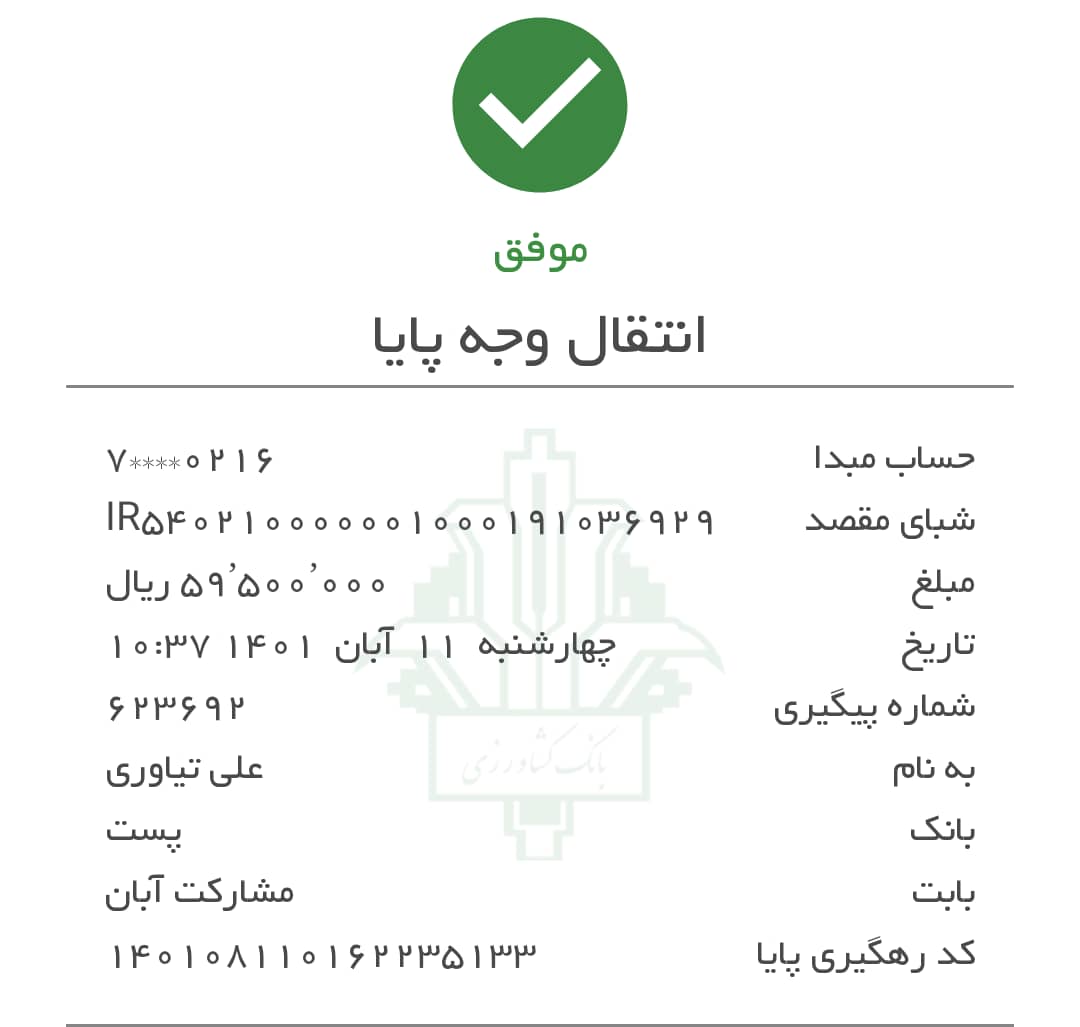 موفق
انتقال وجه پایا
حساب مبدا ۷****۰۲۱۶
شبای مقصد IR۵۴۰۲۱۰۰۰۰۰۰۱۰۰۰۱۹۱۰۳۶۹۲۹
مبلغ ۵۹٬۵۰۰٬۰۰۰ ریال
تاریخ چهارشنبه ۱۱ آبان ۱۴۰۱ ۱۰:۳۷
شماره پیگیری ۶۲۳۶۹۲
به نام علی تیاوری
بانک پست
بابت مشارکت آبان
کد رهگیری پایا ۱۴۰۱۰۸۱۱۰۱۶۲۲۳۵۱۳۳
بانک کشاورزی